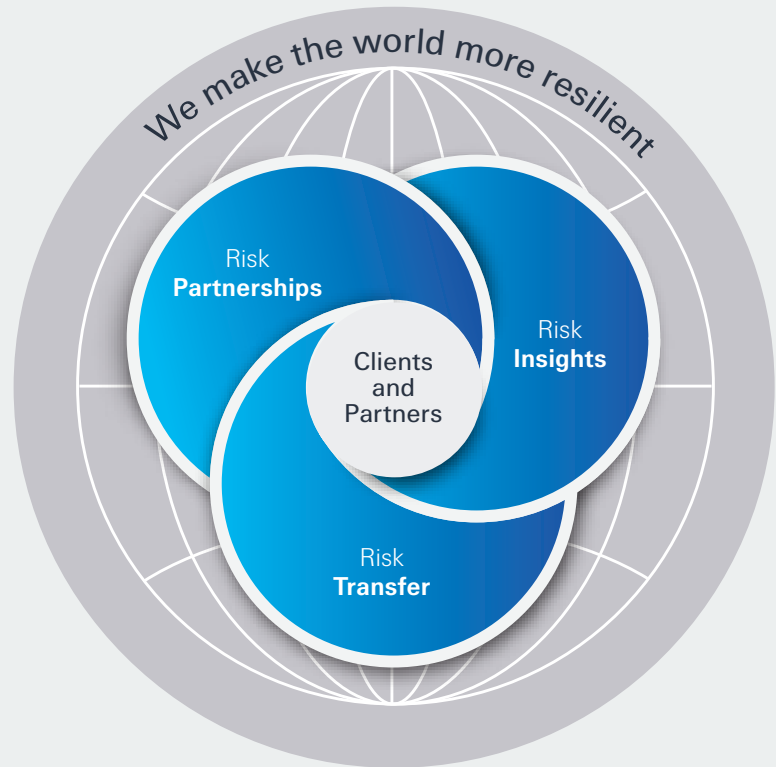 We make the world more resilient
Risk
Partnerships
Risk
Insights
Clients
and
Partners
Risk
Transfer